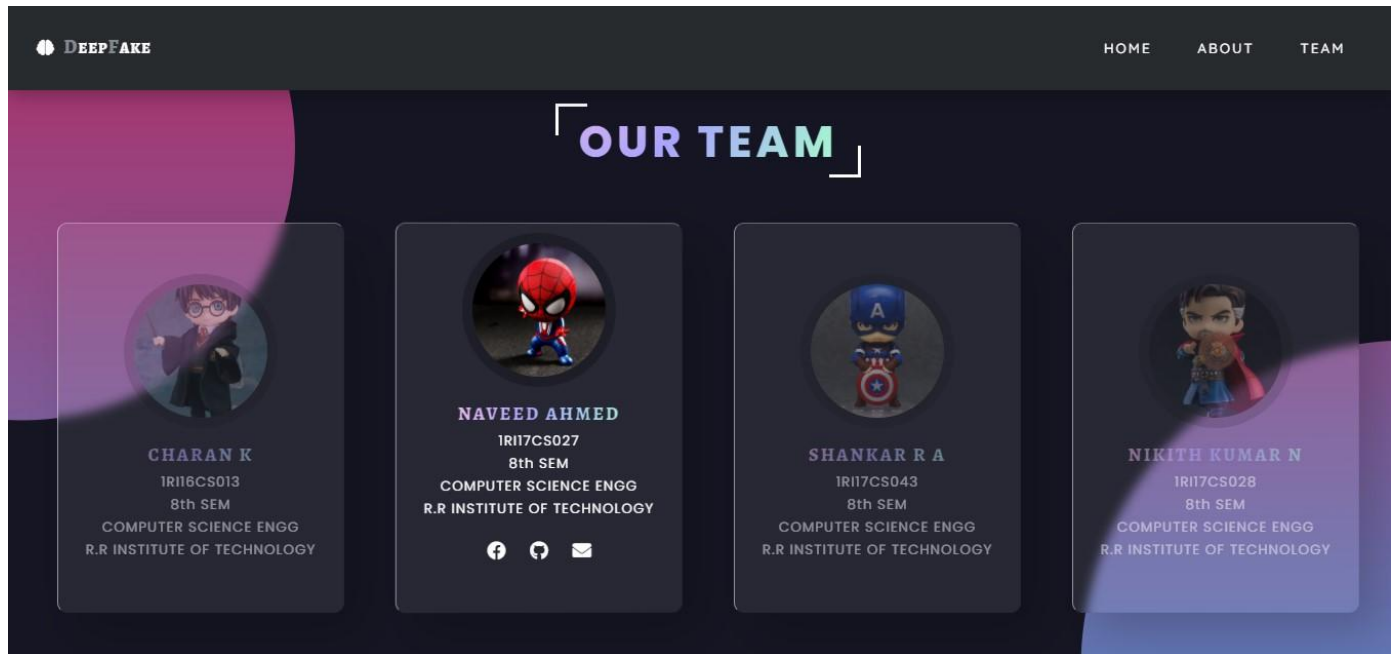 DEEPFAKE
HOME ABOUT TEAM
OUR TEAM
CHARAN K
1RI16CS013
8th SEM
COMPUTER SCIENCE ENGG
R.R INSTITUTE OF TECHNOLOGY
NAVEED AHMED
1RI17CS027
8th SEM
COMPUTER SCIENCE ENGG
R.R INSTITUTE OF TECHNOLOGY
A
SHANKAR R A
1RI17CS043
8th SEM
COMPUTER SCIENCE ENGG
R.R INSTITUTE OF TECHNOLOGY
NIKITH KUMAR N
1RI17CS028
8th SEM
COMPUTER SCIENCE ENGG
R.R INSTITUTE OF TECHNOLOGY